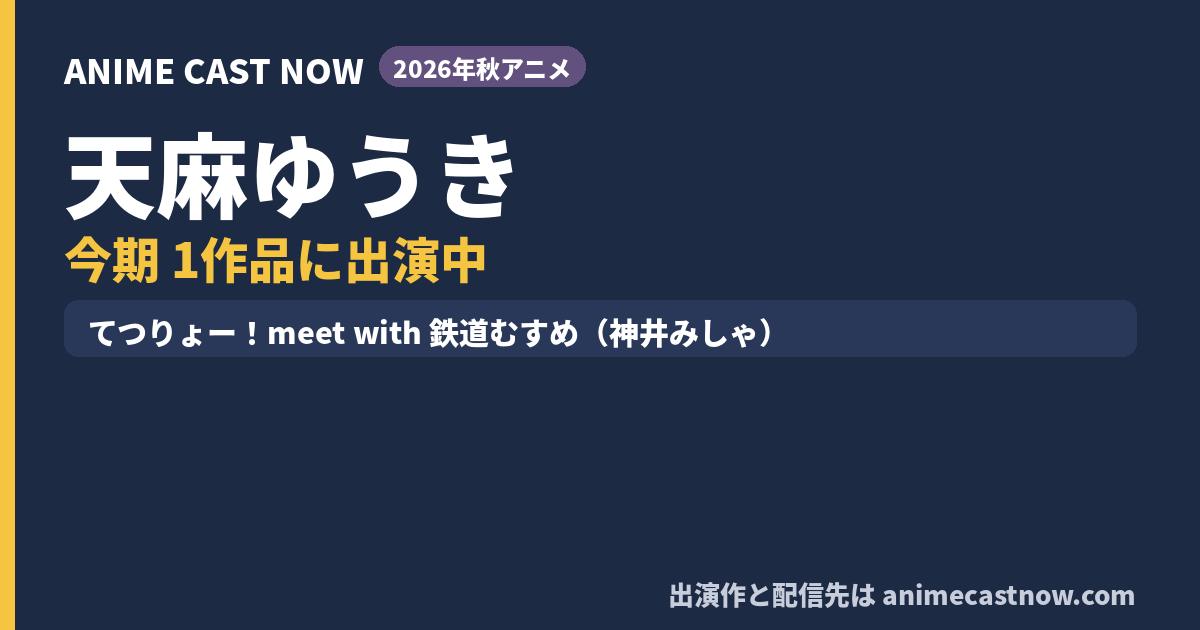 ANIME CAST NOW 2026年秋アニメ
天麻ゆうき
今期 1作品に出演中
てつりょー！meet with 鉄道むすめ（神井みしゃ）
出演作と配信先は animecastnow.com